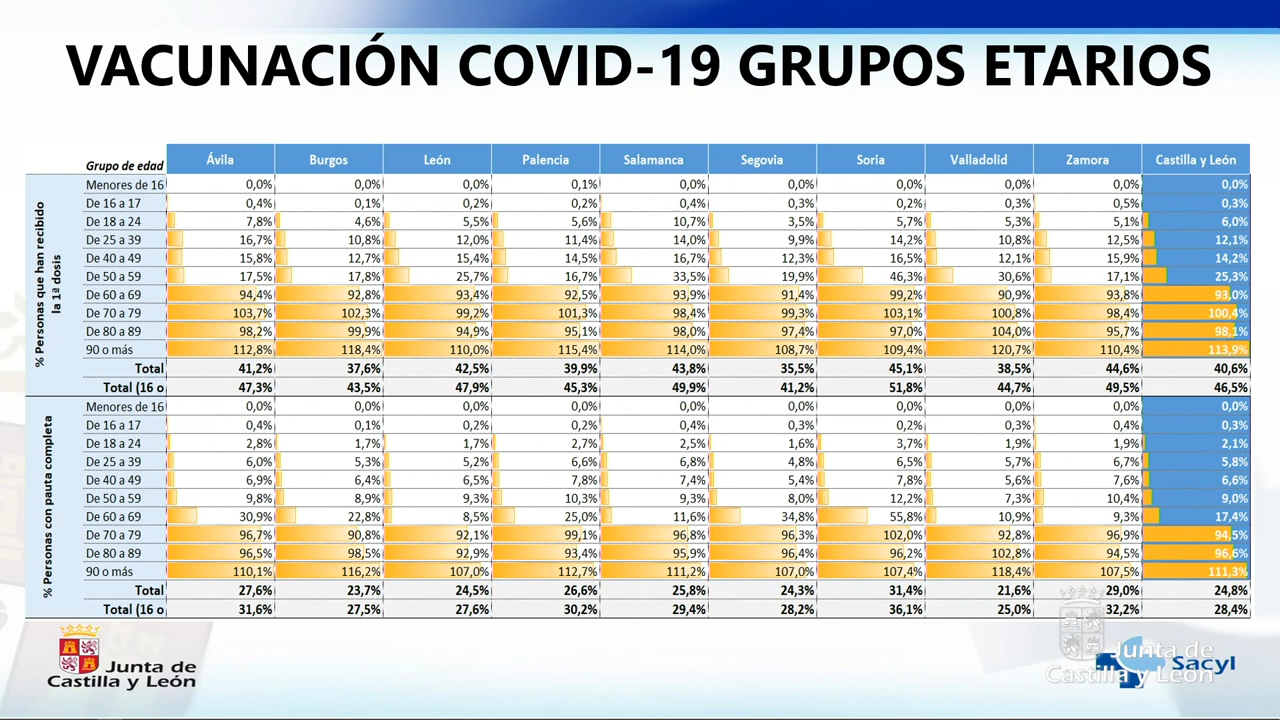 VACUNACIÓN COVID-19 GRUPOS ETARIOS
Grupo de edad Ávila Burgos León Palencia Salamanca Segovia Soria Valladolid Zamora Castilla y León
% Personas que han recibido la 1ª dosis
Menores de 16 0,0% 0,0% 0,0% 0,1% 0,0% 0,0% 0,0% 0,0% 0,0% 0,0%
De 16 a 17 0,4% 0,1% 0,2% 0,2% 0,4% 0,3% 0,2% 0,3% 0,5% 0,3%
De 18 a 24 7,8% 4,6% 5,5% 5,6% 10,7% 3,5% 5,7% 5,3% 5,1% 6,0%
De 25 a 39 16,7% 10,8% 12,0% 11,4% 14,0% 9,9% 14,2% 10,8% 12,5% 12,1%
De 40 a 49 15,8% 12,7% 15,4% 14,5% 16,7% 12,3% 16,5% 12,1% 15,9% 14,2%
De 50 a 59 17,5% 17,8% 25,7% 16,7% 33,5% 19,9% 46,3% 30,6% 17,1% 25,3%
De 60 a 69 94,4% 92,8% 93,4% 92,5% 93,9% 91,4% 99,2% 90,9% 93,8% 93,0%
De 70 a 79 103,7% 102,3% 99,2% 101,3% 98,4% 99,3% 103,1% 100,8% 98,4% 100,4%
De 80 a 89 98,2% 99,9% 94,9% 95,1% 98,0% 97,4% 97,0% 104,0% 95,7% 98,1%
90 o más 112,8% 118,4% 110,0% 115,4% 114,0% 108,7% 109,4% 120,7% 110,4% 113,9%
Total 41,2% 37,6% 42,5% 39,9% 43,8% 35,5% 45,1% 38,5% 44,6% 40,6%
Total (16 o 47,3% 43,5% 47,9% 45,3% 49,9% 41,2% 51,8% 44,7% 49,5% 46,5%
% Personas con pauta completa
Menores de 16 0,0% 0,0% 0,0% 0,0% 0,0% 0,0% 0,0% 0,0% 0,0% 0,0%
De 16 a 17 0,4% 0,1% 0,2% 0,2% 0,4% 0,3% 0,2% 0,3% 0,4% 0,3%
De 18 a 24 2,8% 1,7% 1,7% 2,7% 2,5% 1,6% 3,7% 1,9% 1,9% 2,1%
De 25 a 39 6,0% 5,3% 5,2% 6,6% 6,8% 4,8% 6,5% 5,7% 6,7% 5,8%
De 40 a 49 6,9% 6,4% 6,5% 7,8% 7,4% 5,4% 7,8% 5,6% 7,6% 6,6%
De 50 a 59 9,8% 8,9% 9,3% 10,3% 9,3% 8,0% 12,2% 7,3% 10,4% 9,0%
De 60 a 69 30,9% 22,8% 8,5% 25,0% 11,6% 34,8% 55,8% 10,9% 9,3% 17,4%
De 70 a 79 96,7% 90,8% 92,1% 99,1% 96,8% 96,3% 102,0% 92,8% 96,9% 94,5%
De 80 a 89 96,5% 98,5% 92,9% 93,4% 95,9% 96,4% 96,2% 102,8% 94,5% 96,6%
90 o más 110,1% 116,2% 107,0% 112,7% 111,2% 107,0% 107,4% 118,4% 107,5% 111,3%
Total 27,6% 23,7% 24,5% 26,6% 25,8% 24,3% 31,4% 21,6% 29,0% 24,8%
Total (16 o 31,6% 27,5% 27,6% 30,2% 29,4% 28,2% 36,1% 25,0% 32,2% 28,4%
Junta de
Castilla y León
Junta de
Castilla y León
Sacyl